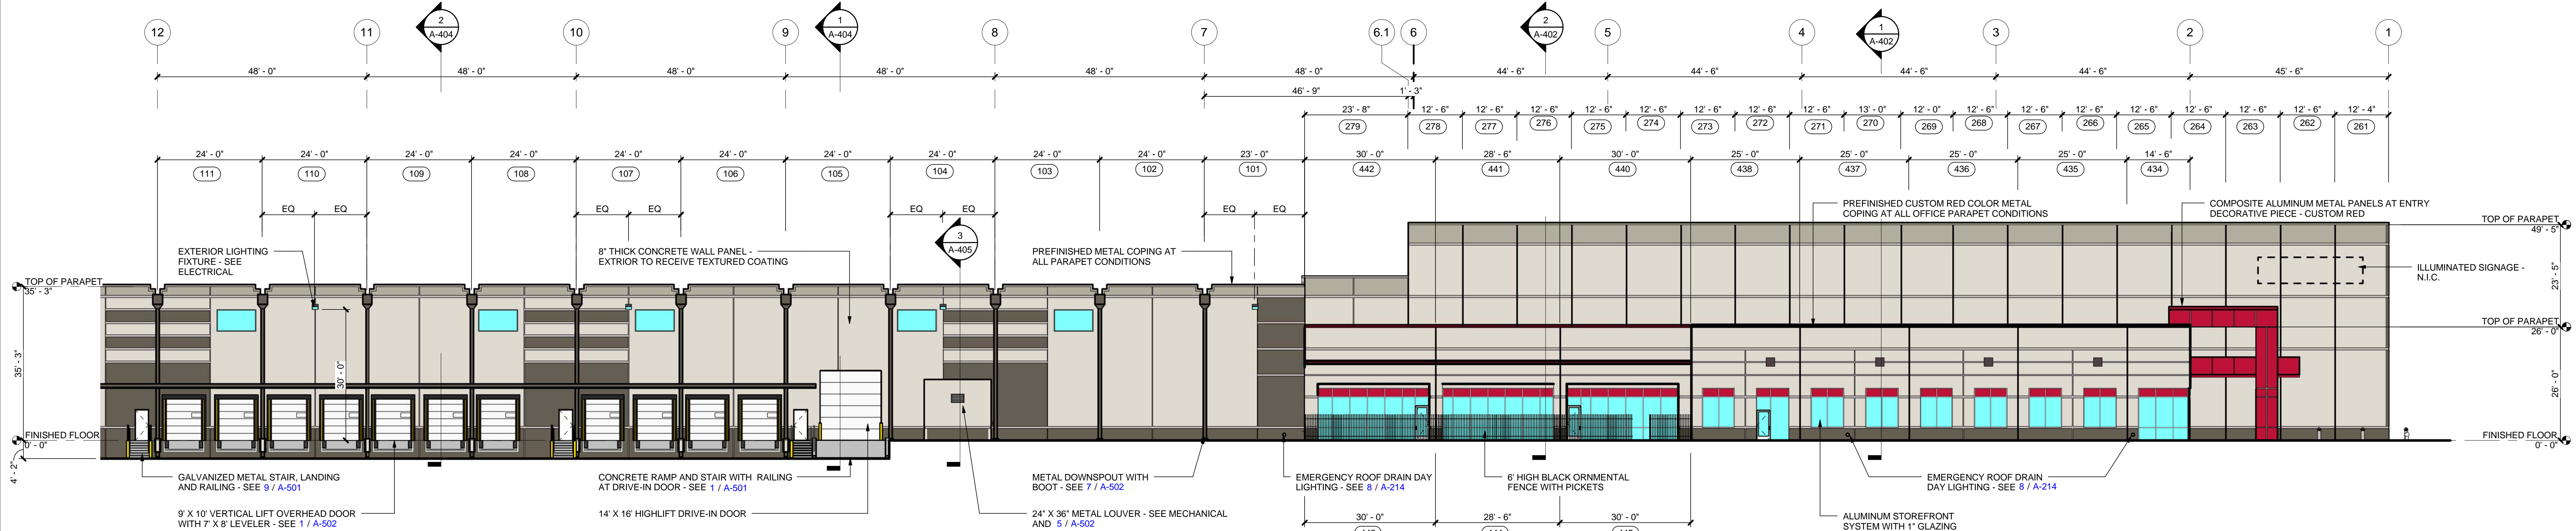 2
A-404
1
A-404
2
A-402
1
A-402
12
11
10
9
8
7
6.1
6
5
4
3
2
1
48' - 0"
48' - 0"
48' - 0"
48' - 0"
48' - 0"
48' - 0"
44' - 6"
44' - 6"
44' - 6"
44' - 6"
45' - 6"
46' - 9"
1' - 3"
23' - 8"
12' - 6"
12' - 6"
12' - 6"
12' - 6"
12' - 6"
12' - 6"
12' - 6"
12' - 6"
13' - 0"
12' - 0"
12' - 6"
12' - 6"
12' - 6"
12' - 6"
12' - 6"
12' - 6"
12' - 6"
12' - 4"
279
278
277
276
275
274
273
272
271
270
269
268
267
266
265
264
263
262
261
24' - 0"
24' - 0"
24' - 0"
24' - 0"
24' - 0"
24' - 0"
24' - 0"
24' - 0"
24' - 0"
24' - 0"
23' - 0"
30' - 0"
28' - 6"
30' - 0"
25' - 0"
25' - 0"
25' - 0"
25' - 0"
14' - 6"
111
110
109
108
107
106
105
104
103
102
101
442
441
440
438
437
436
435
434
EQ
EQ
EQ
EQ
EQ
EQ
EQ
EQ
3
A-405
EXTERIOR LIGHTING
FIXTURE - SEE
ELECTRICAL
8" THICK CONCRETE WALL PANEL -
EXTRIOR TO RECEIVE TEXTURED COATING
PREFINISHED METAL COPING AT
ALL PARAPET CONDITIONS
PREFINISHED CUSTOM RED COLOR METAL
COPING AT ALL OFFICE PARAPET CONDITIONS
COMPOSITE ALUMINUM METAL PANELS AT ENTRY
DECORATIVE PIECE - CUSTOM RED
TOP OF PARAPET
49' - 5"
ILLUMINATED SIGNAGE -
N.I.C.
23' - 5"
TOP OF PARAPET
35' - 3"
TOP OF PARAPET
26' - 0"
35' - 3"
30' - 0"
26' - 0"
FINISHED FLOOR
0' - 0"
FINISHED FLOOR
0' - 0"
4' - 2"
GALVANIZED METAL STAIR, LANDING
AND RAILING - SEE 9 / A-501
9' X 10' VERTICAL LIFT OVERHEAD DOOR
WITH 7' X 8' LEVELER - SEE 1 / A-502
CONCRETE RAMP AND STAIR WITH RAILING
AT DRIVE-IN DOOR - SEE 1 / A-501
14' X 16' HIGHLIFT DRIVE-IN DOOR
METAL DOWNSPOUT WITH
BOOT - SEE 7 / A-502
24" X 36" METAL LOUVER - SEE MECHANICAL
AND 5 / A-502
EMERGENCY ROOF DRAIN DAY
LIGHTING - SEE 8 / A-214
6' HIGH BLACK ORNMENTAL
FENCE WITH PICKETS
EMERGENCY ROOF DRAIN
DAY LIGHTING - SEE 8 / A-214
ALUMINUM STOREFRONT
SYSTEM WITH 1" GLAZING
30' - 0"
28' - 6"
30' - 0"